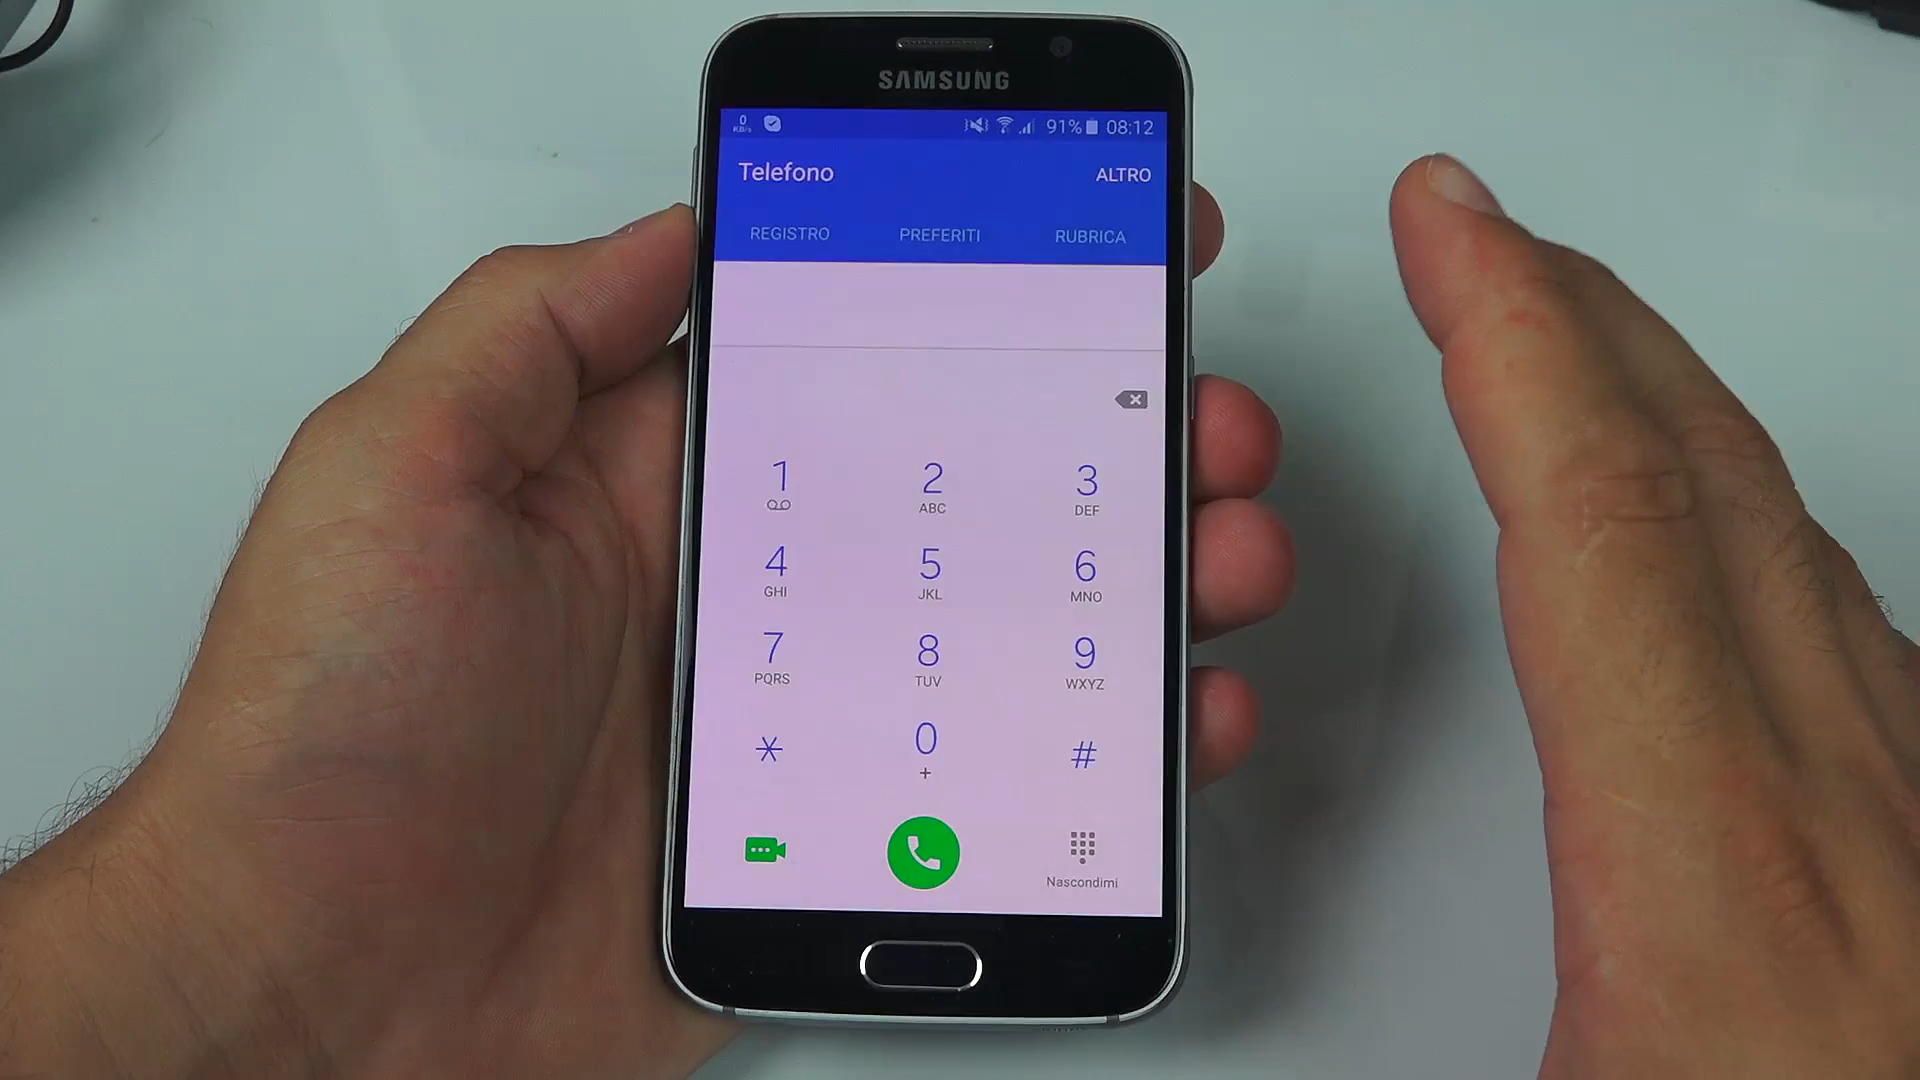 SAMSUNG
0
KB/s
91% 08:12
Telefono
ALTRO
REGISTRO PREFERITI RUBRICA
1 2 3
ABC DEF
4 5 6
GHI JKL MNO
7 8 9
PQRS TUV WXYZ
* 0 #
+
Nascondimi